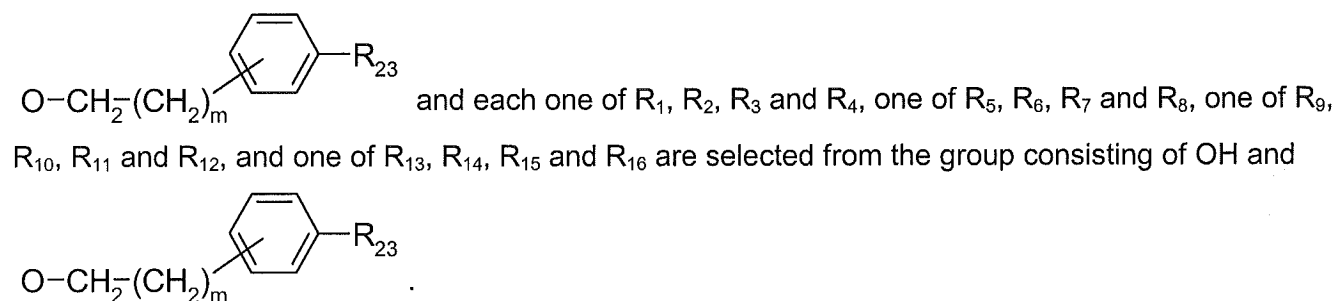 R₂₃
O-CH₂-(CH₂)ₘ and each one of R₁, R₂, R₃ and R₄, one of R₅, R₆, R₇ and R₈, one of R₉,
R₁₀, R₁₁ and R₁₂, and one of R₁₃, R₁₄, R₁₅ and R₁₆ are selected from the group consisting of OH and
R₂₃
O-CH₂-(CH₂)ₘ .